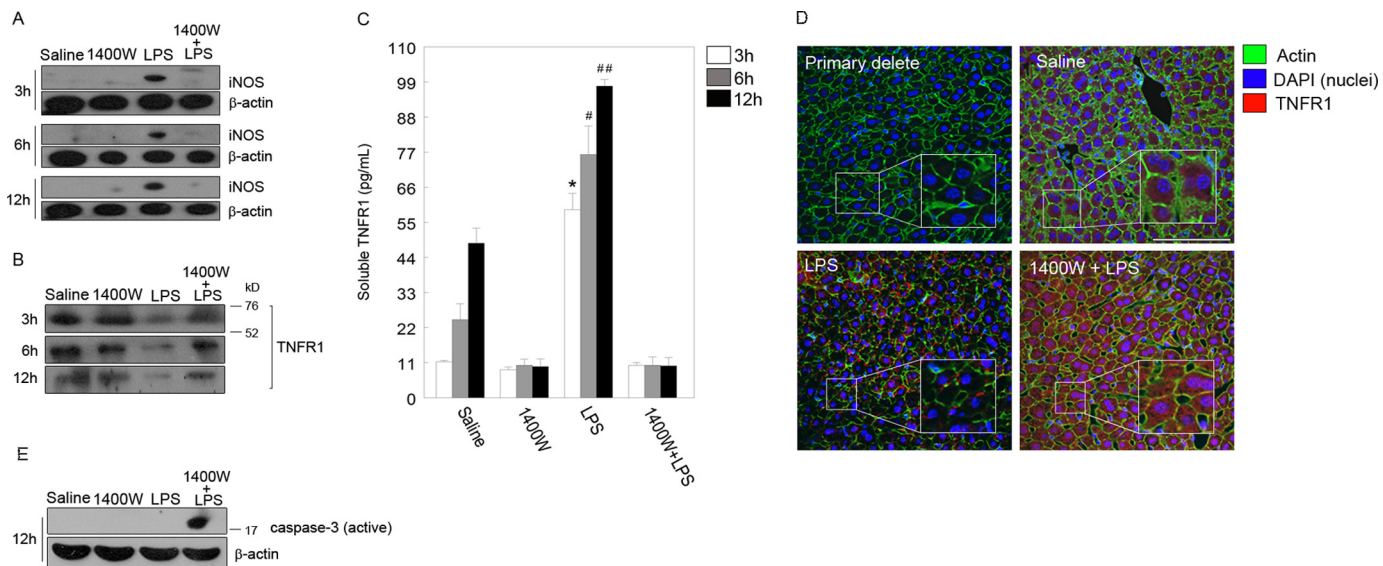 A
Saline 1400W LPS 1400W + LPS
3h
iNOS
β-actin
6h
iNOS
β-actin
12h
iNOS
β-actin
B
Saline 1400W LPS 1400W + LPS
kD
3h
76
52
6h
12h
TNFR1
C
Soluble TNFR1 (pg/mL)
110
99
88
77
66
55
44
33
22
11
0
*
#
##
3h
6h
12h
Saline
1400W
LPS
1400W+LPS
D
Primary delete
Saline
LPS
1400W + LPS
Actin
DAPI (nuclei)
TNFR1
E
Saline 1400W LPS 1400W + LPS
12h
17
caspase-3 (active)
β-actin